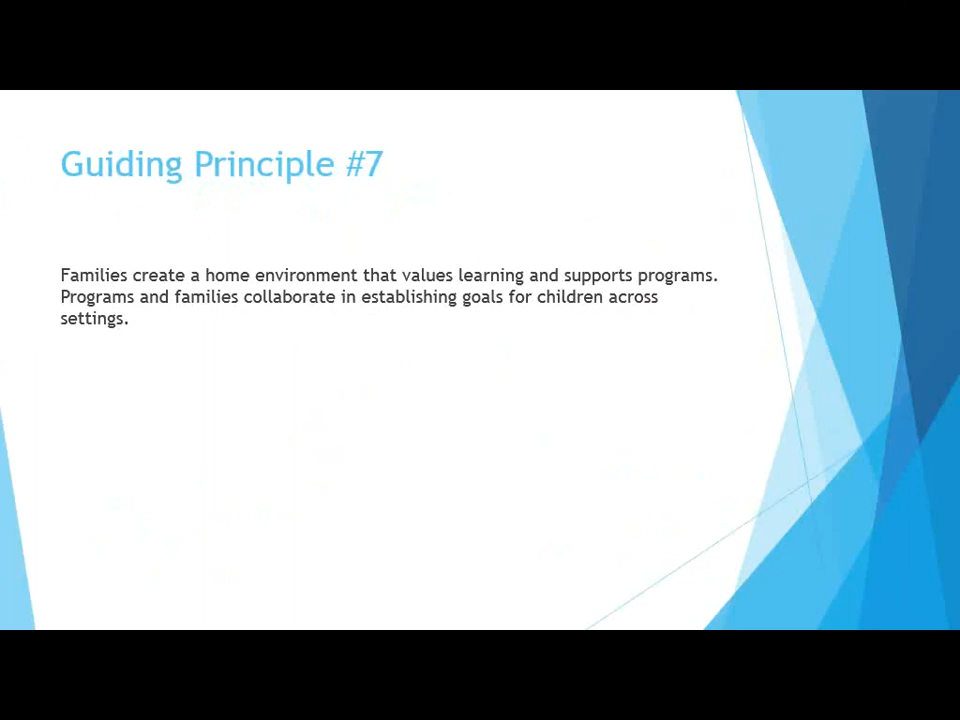 Guiding Principle #7
Families create a home environment that values learning and supports programs.
Programs and families collaborate in establishing goals for children across
settings.